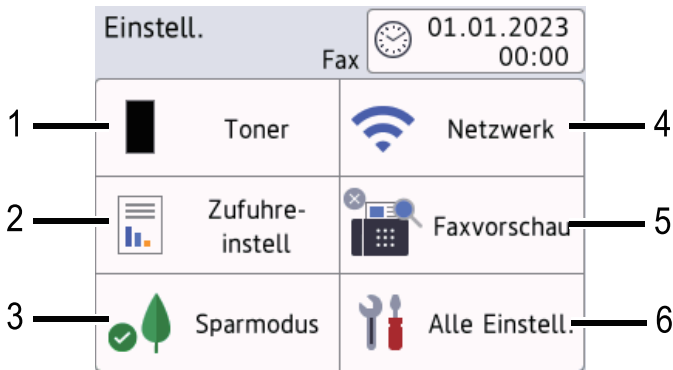 Einstell.
Fax
01.01.2023
00:00
1
Toner
Netzwerk
4
2
Zufuhre-
instell
Faxvorschau
5
3
Sparmodus
Alle Einstell.
6